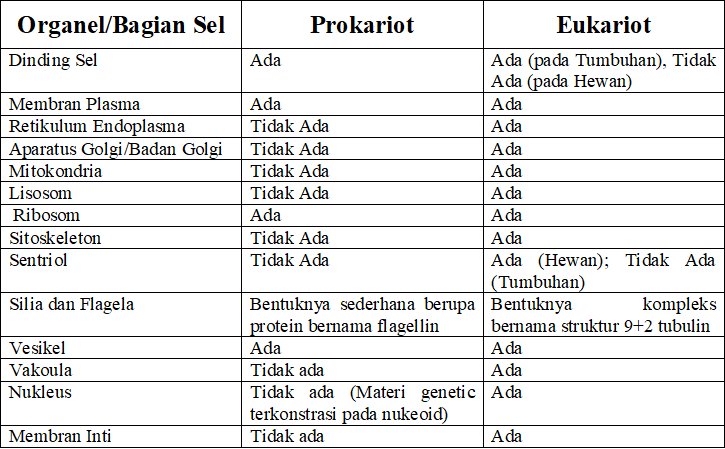 Organel/Bagian Sel Prokariot Eukariot
Dinding Sel Ada Ada (pada Tumbuhan), Tidak
Ada (pada Hewan)
Membran Plasma Ada Ada
Retikulum Endoplasma Tidak Ada Ada
Aparatus Golgi/Badan Golgi Tidak Ada Ada
Mitokondria Tidak Ada Ada
Lisosom Tidak Ada Ada
Ribosom Ada Ada
Sitoskeleton Tidak Ada Ada
Sentriol Tidak Ada Ada (Hewan); Tidak Ada
(Tumbuhan)
Silia dan Flagela Bentuknya sederhana berupa Bentuknya kompleks
protein bernama flagellin bernama struktur 9+2 tubulin
Vesikel Ada Ada
Vakoula Tidak ada Ada
Nukleus Tidak ada (Materi genetic Ada
terkonstrasi pada nukeoid)
Membran Inti Tidak ada Ada